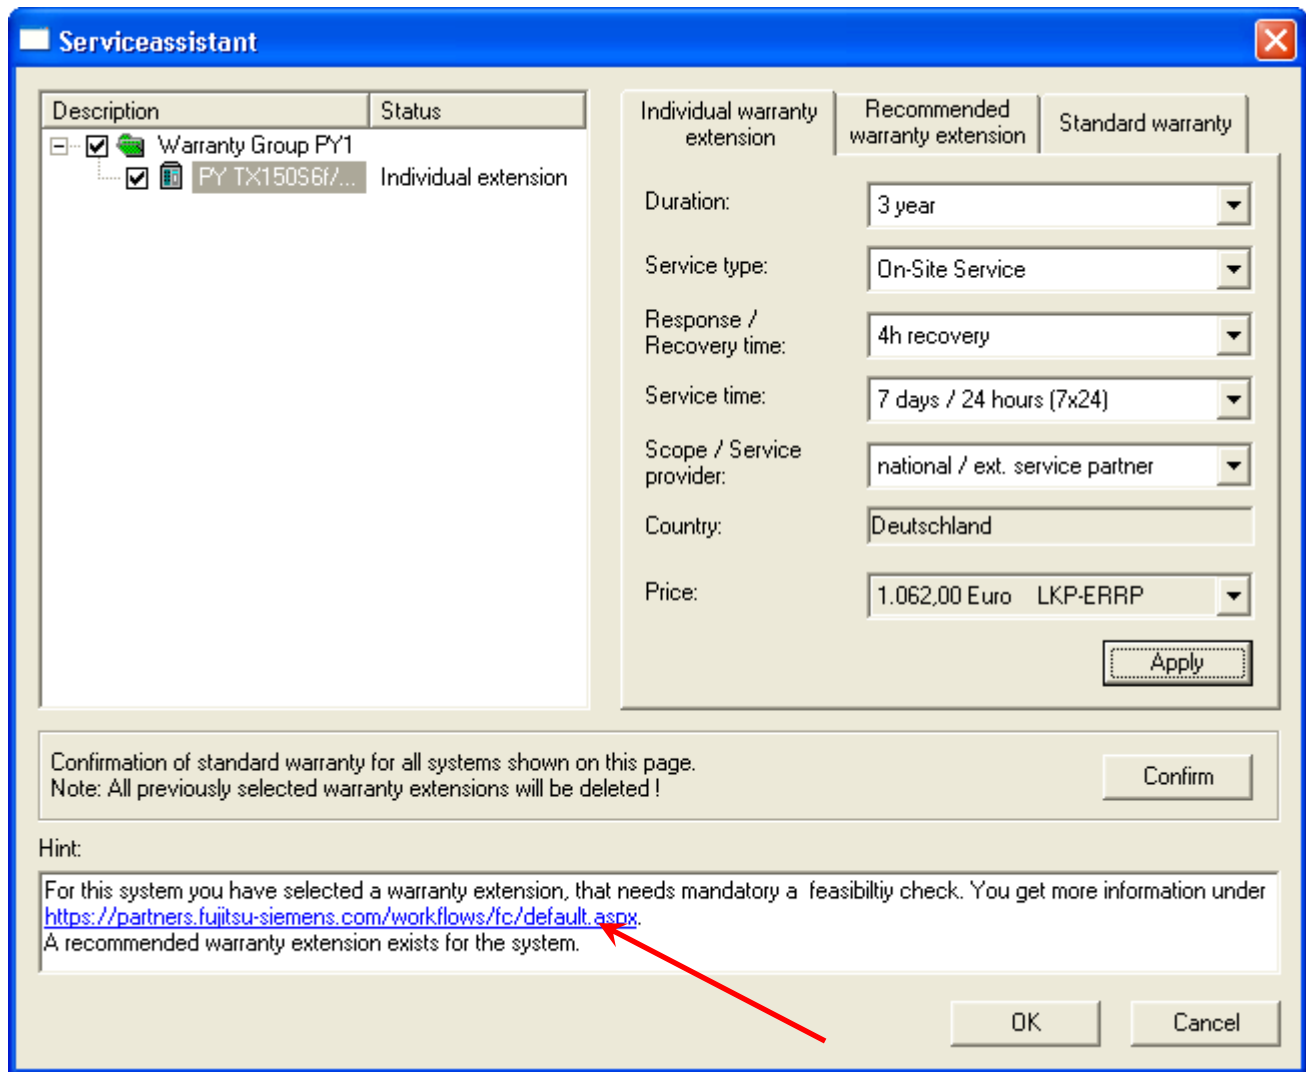 Serviceassistant
Description Status
Warranty Group PY1
PY TX150S6f/... Individual extension
Individual warranty
extension
Recommended
warranty extension
Standard warranty
Duration: 3 year
Service type: On-Site Service
Response /
Recovery time: 4h recovery
Service time: 7 days / 24 hours (7x24)
Scope / Service
provider: national / ext. service partner
Country: Deutschland
Price: 1.062,00 Euro LKP-ERRP
Apply
Confirmation of standard warranty for all systems shown on this page.
Note: All previously selected warranty extensions will be deleted !
Confirm
Hint:
For this system you have selected a warranty extension, that needs mandatory a feasibiltiy check. You get more information under
https://partners.fujitsu-siemens.com/workflows/fc/default.aspx.
A recommended warranty extension exists for the system.
OK Cancel